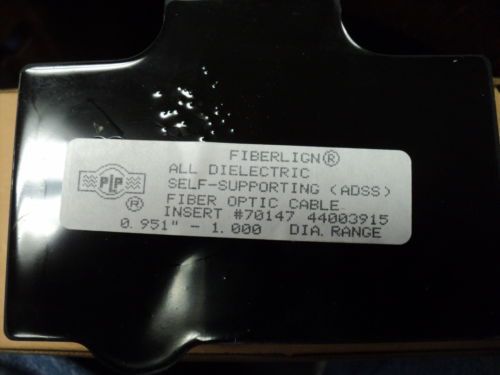 FIBERLIGN®
ALL DIELECTRIC
SELF-SUPPORTING (ADSS)
FIBER OPTIC CABLE
INSERT #70147 44003915
0.951" - 1.000 DIA. RANGE
PLP
®